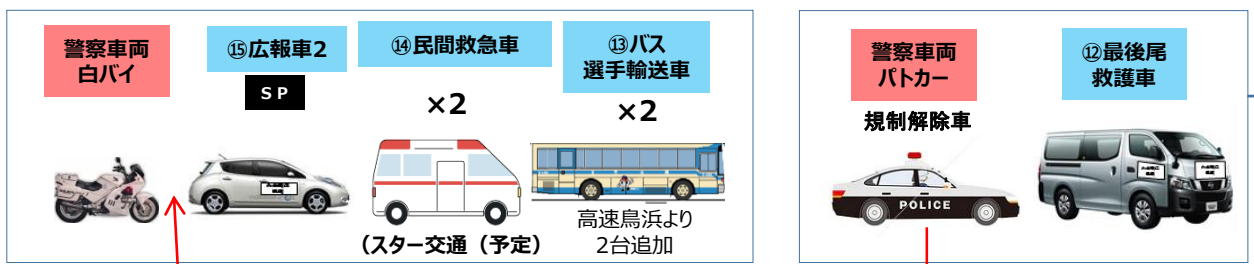 警察車両
白バイ
⑮広報車2
SP
⑭民間救急車
×2
(スター交通(予定)
⑬バス
選手輸送車
×2
高速鳥浜より
2台追加
警察車両
パトカー
規制解除車
POLICE
⑫最後尾
救護車